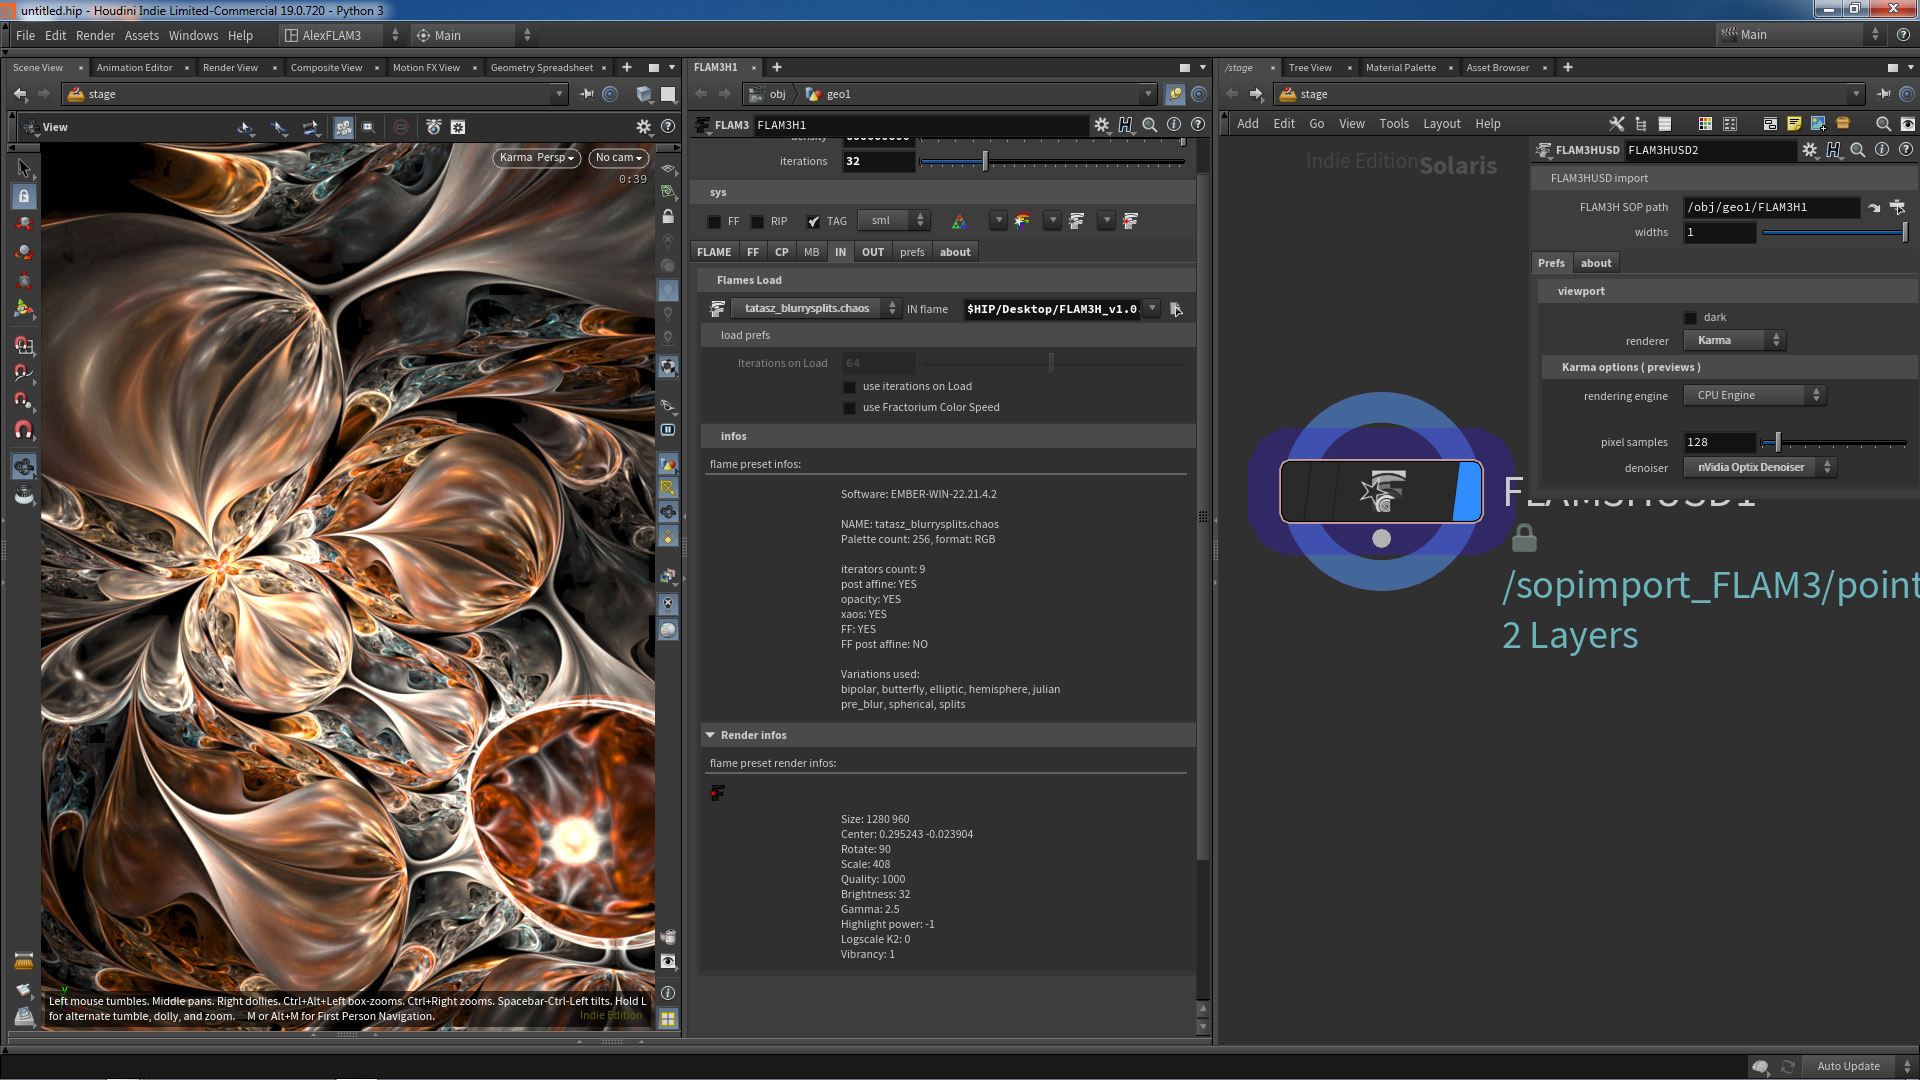 untitled.hip - Houdini Indie Limited-Commercial 19.0.720 - Python 3
File Edit Render Assets Windows Help AlexFLAM3 Main Main
Scene View Animation Editor Render View Composite View Motion FX View Geometry Spreadsheet
stage
View
Karma Persp No cam
0:39
Left mouse tumbles. Middle pans. Right dollies. Ctrl+Alt+Left box-zooms. Ctrl+Right zooms. Spacebar-Ctrl-Left tilts. Hold L
for alternate tumble, dolly, and zoom. M or Alt+M for First Person Navigation.
Indie Edition
FLAM3H1
obj geo1
FLAM3 FLAM3H1
density
iterations 32
sys
FF RIP TAG sml
FLAME FF CP MB IN OUT prefs about
Flames Load
tatasz_blurrysplits.chaos IN flame $HIP/Desktop/FLAM3H_v1.0.
load prefs
Iterations on Load 64
use iterations on Load
use Fractorium Color Speed
infos
flame preset infos:
Software: EMBER-WIN-22.21.4.2
NAME: tatasz_blurrysplits.chaos
Palette count: 256, format: RGB
iterators count: 9
post affine: YES
opacity: YES
xaos: YES
FF: YES
FF post affine: NO
Variations used:
bipolar, butterfly, elliptic, hemisphere, julian
pre_blur, spherical, splits
Render infos
flame preset render infos:
Size: 1280 960
Center: 0.295243 -0.023904
Rotate: 90
Scale: 408
Quality: 1000
Brightness: 32
Gamma: 2.5
Highlight power: -1
Logscale K2: 0
Vibrancy: 1
/stage Tree View Material Palette Asset Browser
stage
Add Edit Go View Tools Layout Help
Indie Edition Solaris
FLAM3HUSD FLAM3HUSD2
FLAM3HUSD import
FLAM3H SOP path /obj/geo1/FLAM3H1
widths 1
Prefs about
viewport
dark
renderer Karma
Karma options ( previews )
rendering engine CPU Engine
pixel samples 128
denoiser nVidia Optix Denoiser
FLAM3HUSD1
/sopimport_FLAM3/point
2 Layers
Auto Update